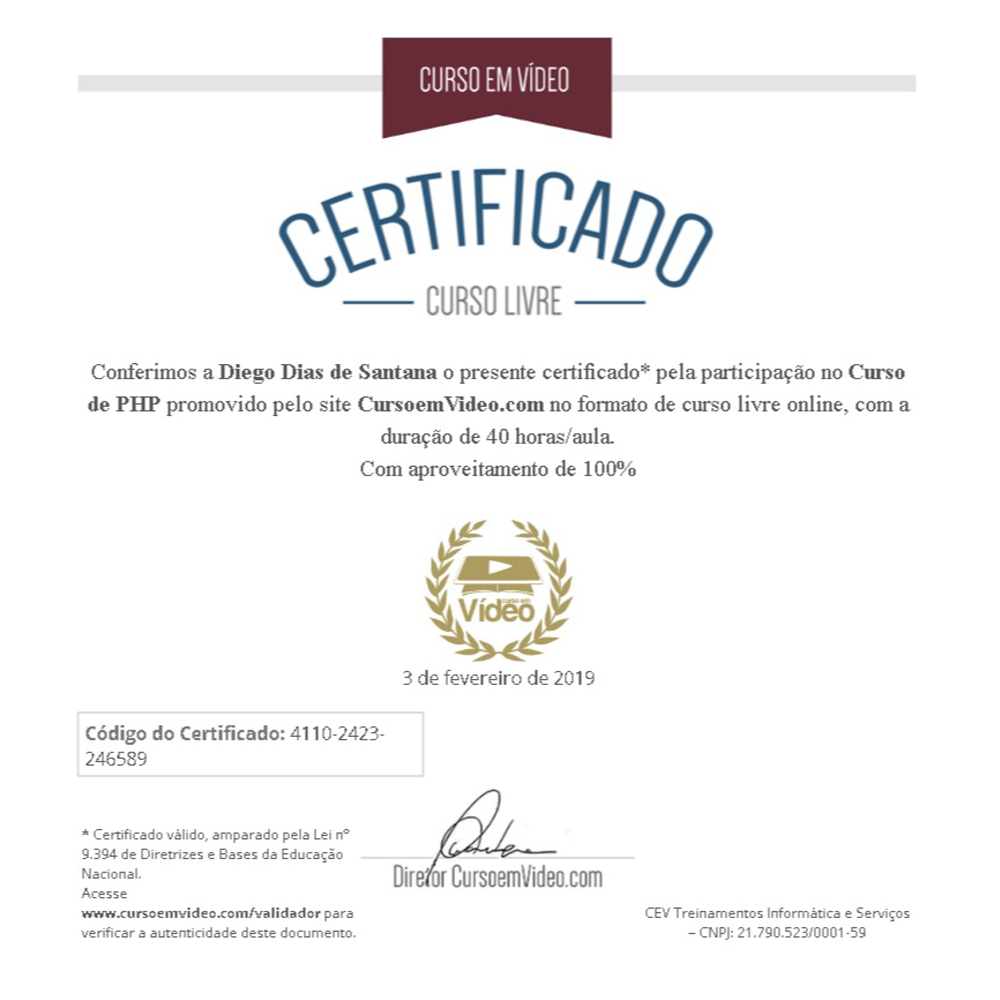 CURSO EM VÍDEO
CERTIFICADO
CURSO LIVRE
Conferimos a Diego Dias de Santana o presente certificado* pela participação no Curso
de PHP promovido pelo site CursoemVideo.com no formato de curso livre online, com a
duração de 40 horas/aula.
Com aproveitamento de 100%
curso em
Vídeo
3 de fevereiro de 2019
Código do Certificado: 4110-2423-
246589
* Certificado válido, amparado pela Lei nº
9.394 de Diretrizes e Bases da Educação
Nacional.
Acesse
www.cursoemvideo.com/validador para
verificar a autenticidade deste documento.
Diretor CursoemVideo.com
CEV Treinamentos Informática e Serviços
– CNPJ: 21.790.523/0001-59